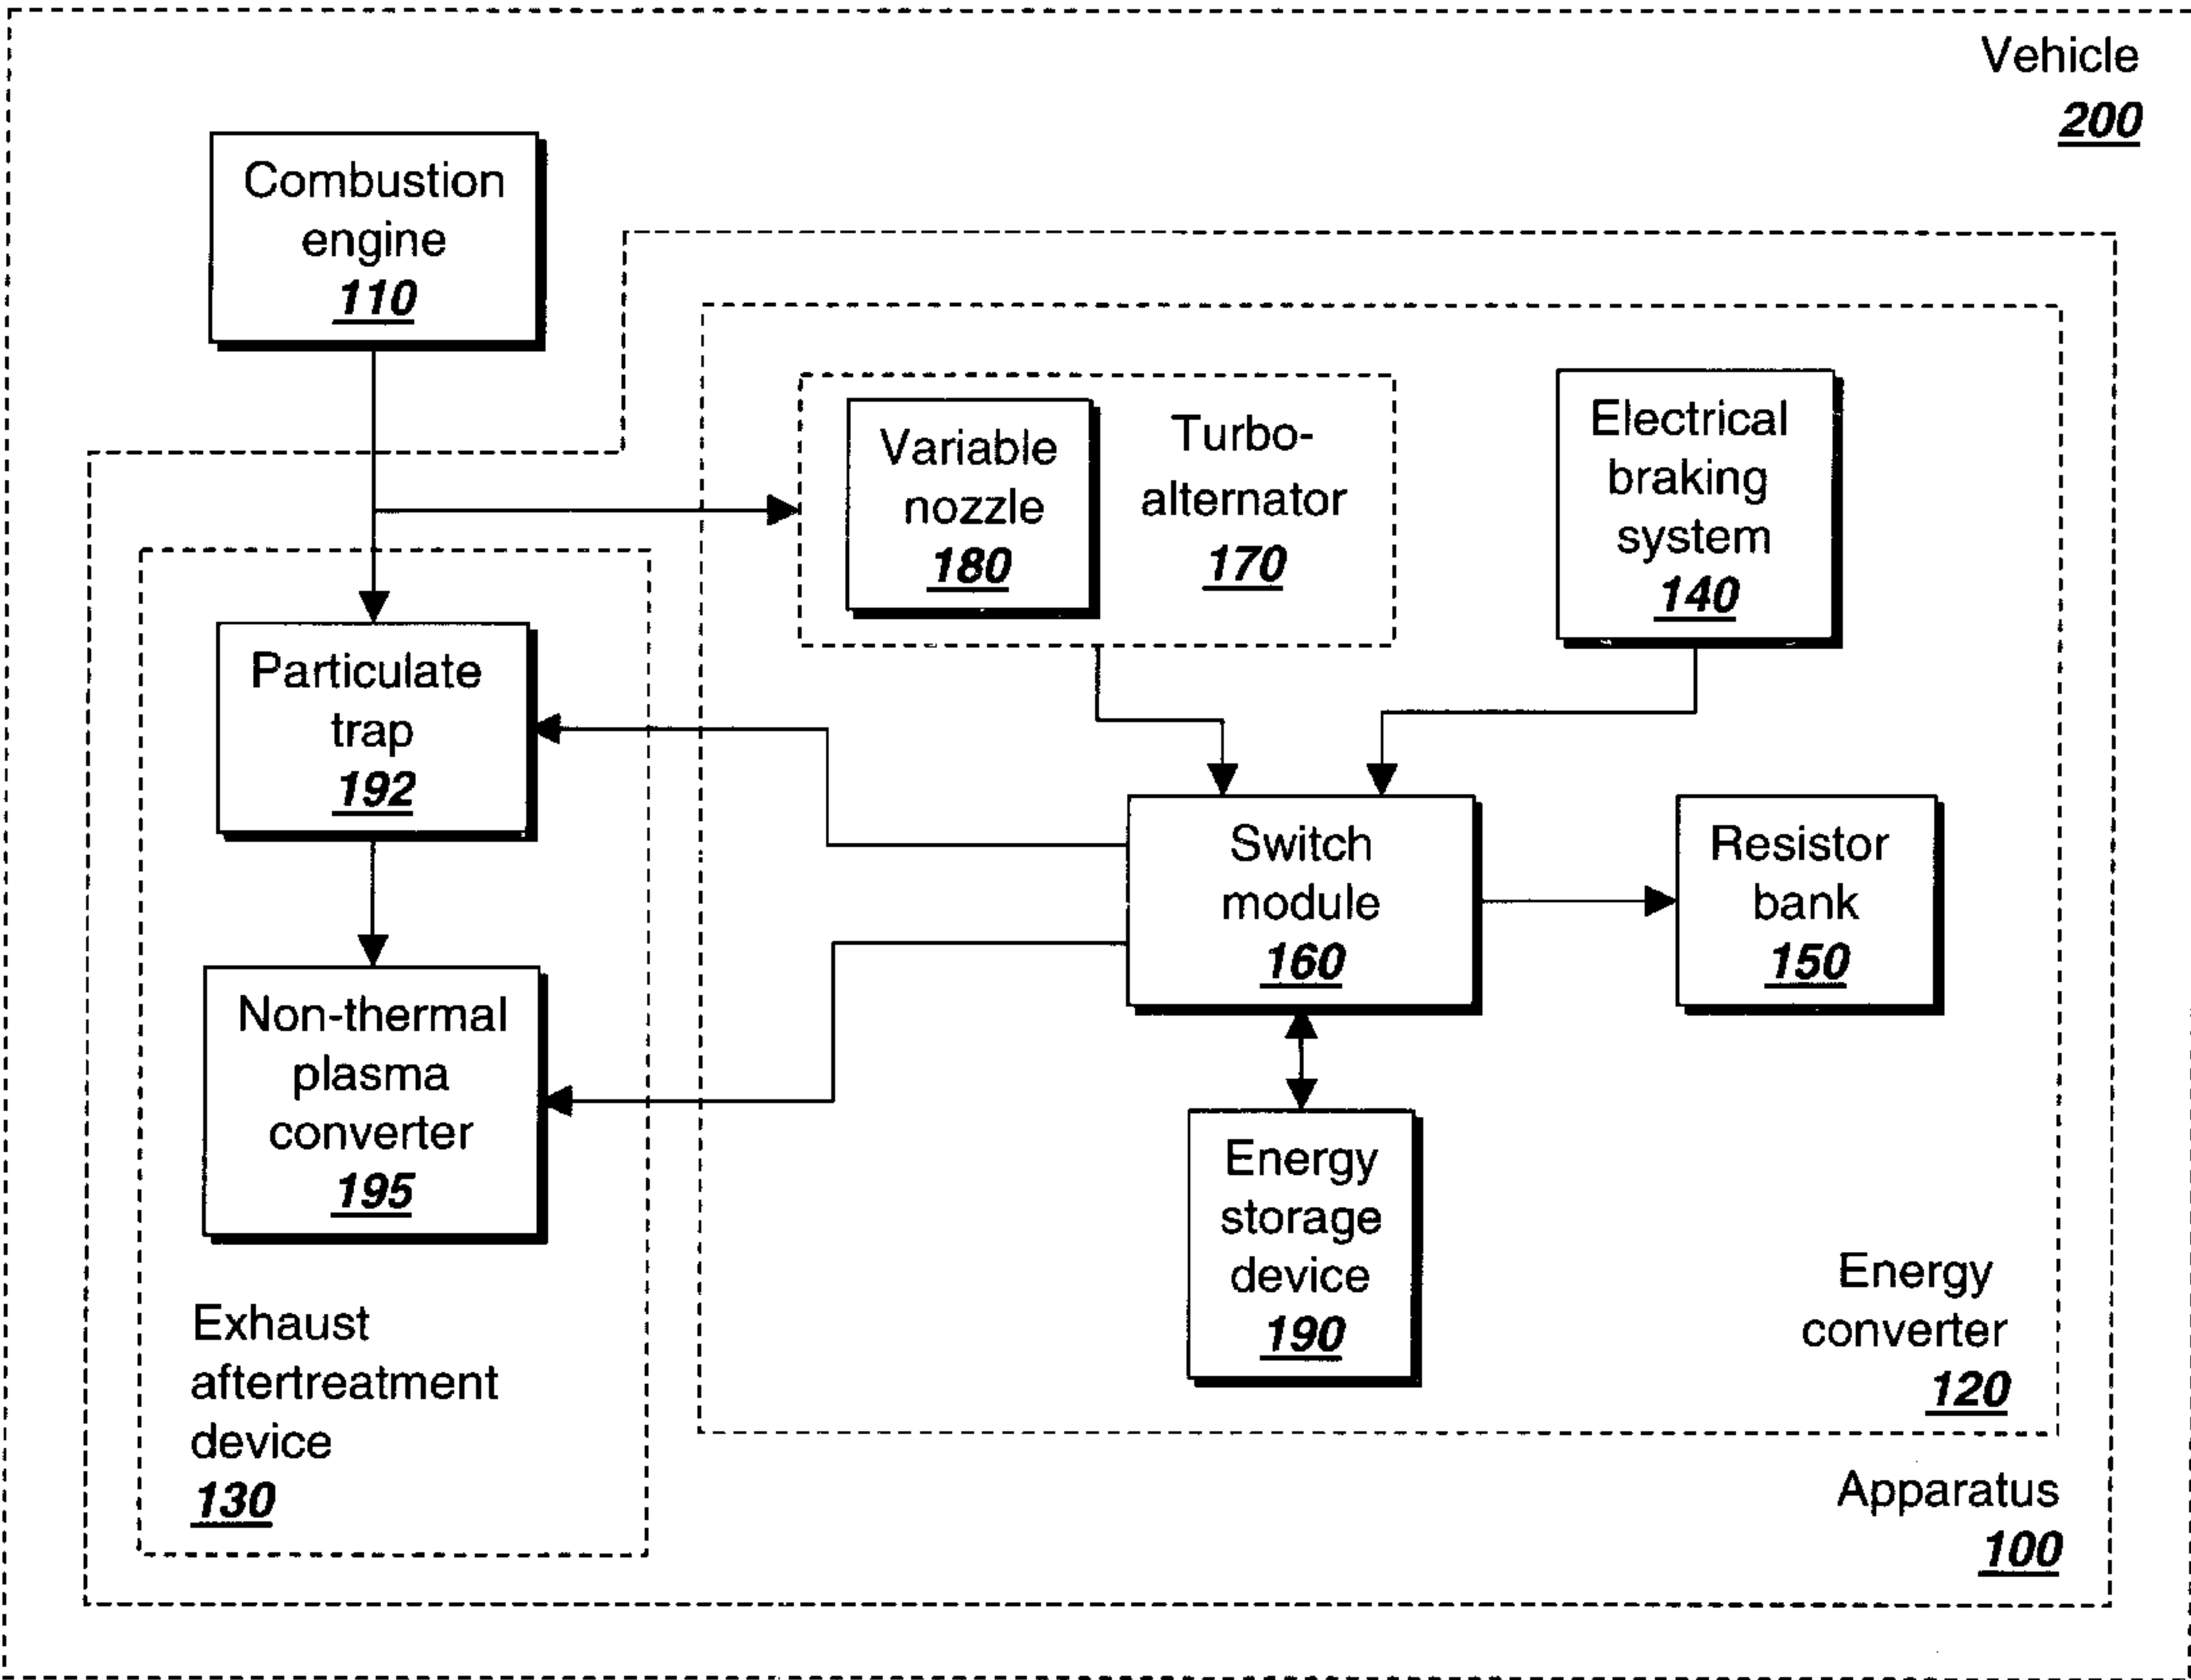 Vehicle
200
Combustion
engine
110
Variable
nozzle
180
Turbo-
alternator
170
Electrical
braking
system
140
Particulate
trap
192
Switch
module
160
Resistor
bank
150
Non-thermal
plasma
converter
195
Energy
storage
device
190
Exhaust
aftertreatment
device
130
Energy
converter
120
Apparatus
100